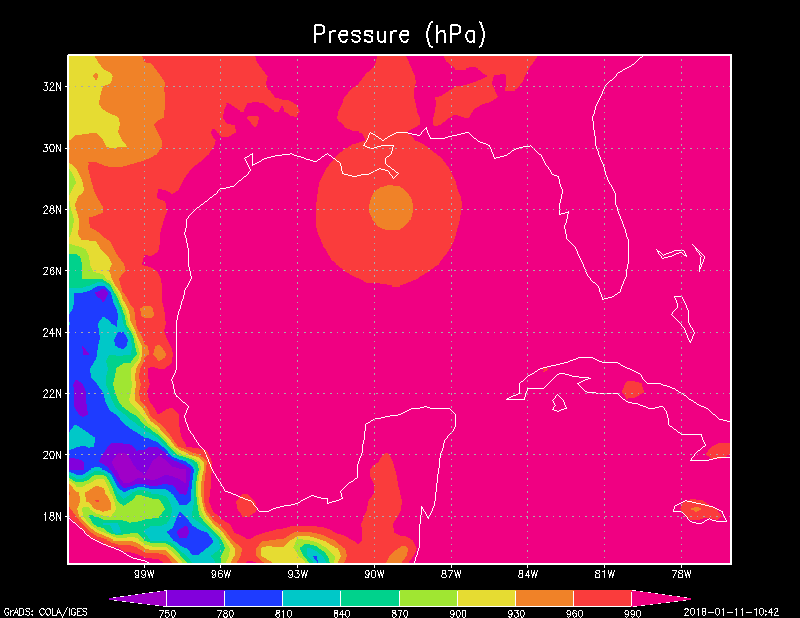 Pressure (hPa)
32N
30N
28N
26N
24N
22N
20N
18N
99W 96W 93W 90W 87W 84W 81W 78W
750 780 810 840 870 900 930 960 990
GrADS: COLA/IGES 2018-01-11-10:42